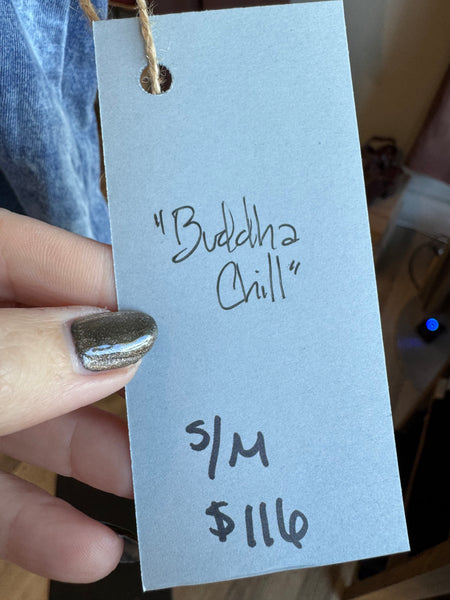 "Buddha
Chill"
S/M
$116